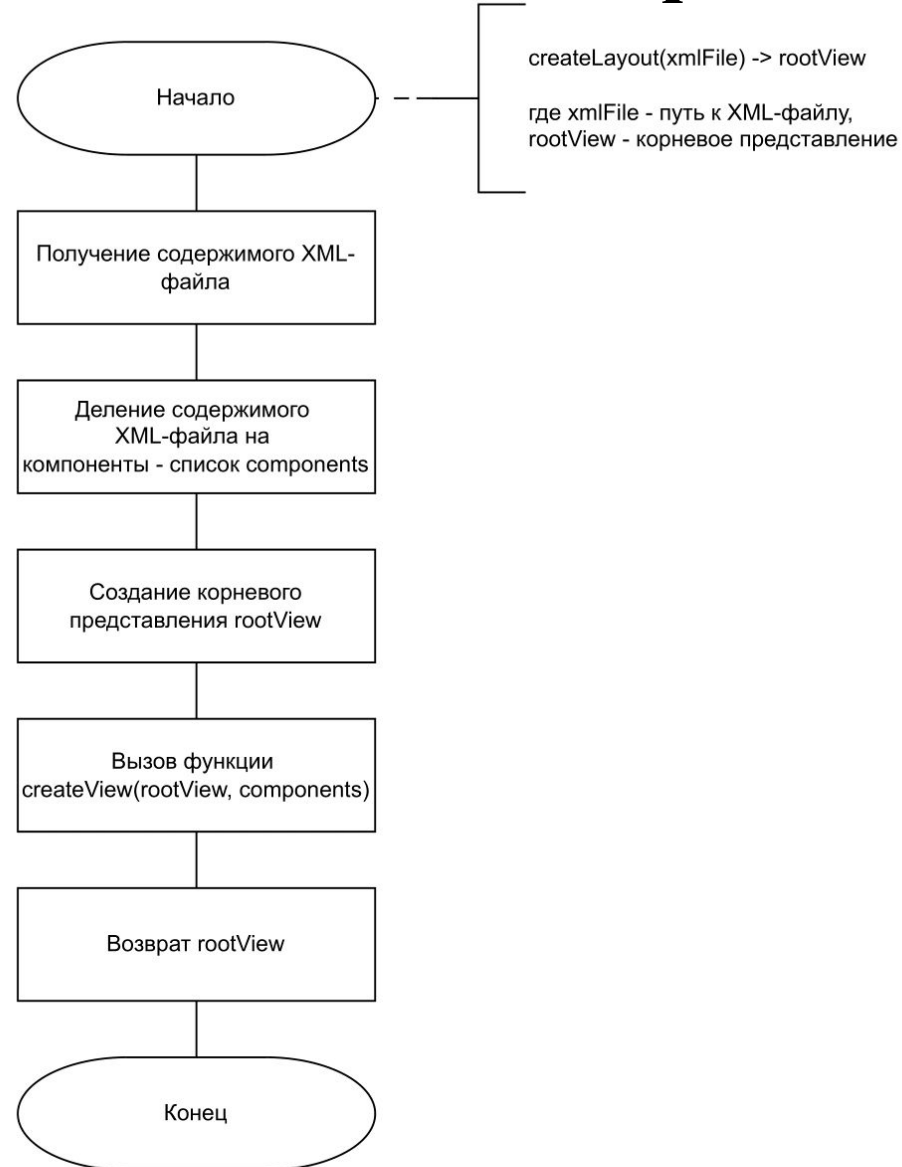 Начало
createLayout(xmlFile) -> rootView
где xmlFile - путь к XML-файлу,
rootView - корневое представление
Получение содержимого XML-
файла
Деление содержимого
XML-файла на
компоненты - список components
Создание корневого
представления rootView
Вызов функции
createView(rootView, components)
Возврат rootView
Конец